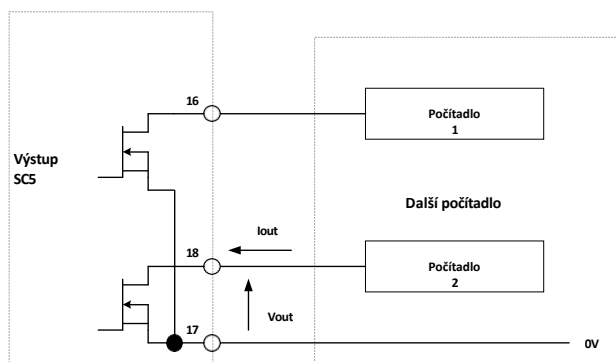 16
Počítadlo
1
Výstup
SC5
Další počítadlo
Iout
18
Počítadlo
2
Vout
17
0V